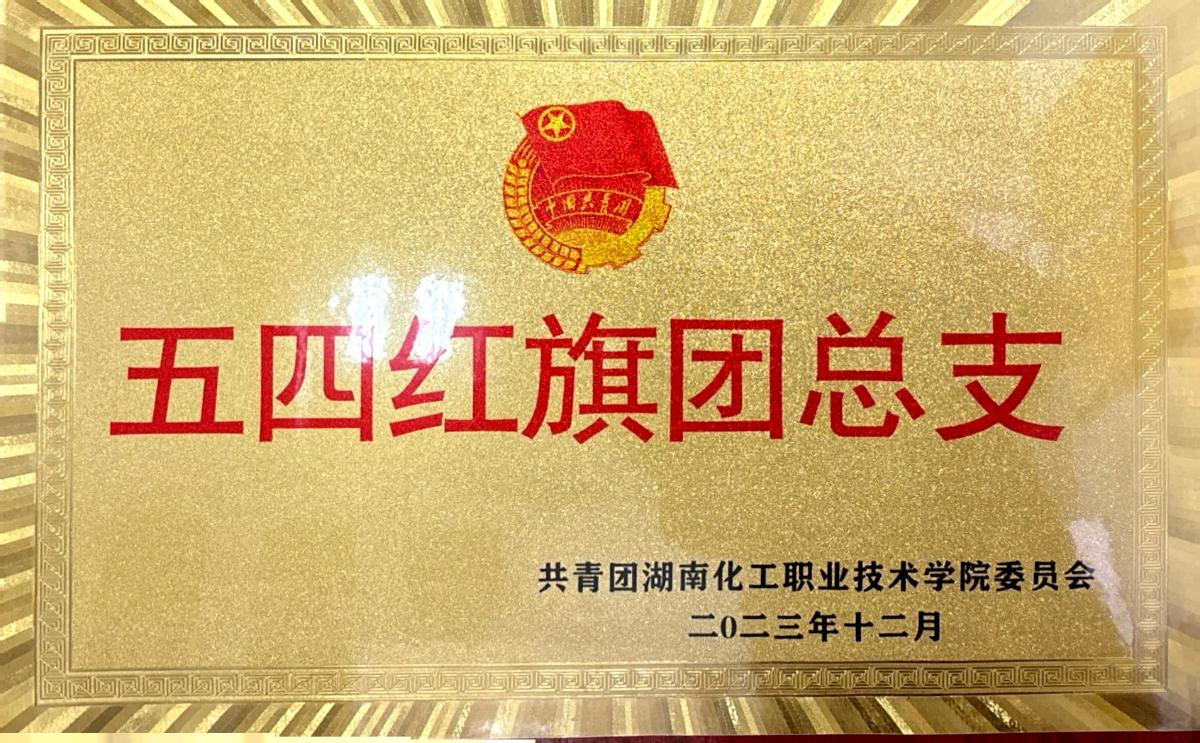 中国共青团
五四红旗团总支
共青团湖南化工职业技术学院委员会
二0二三年十二月